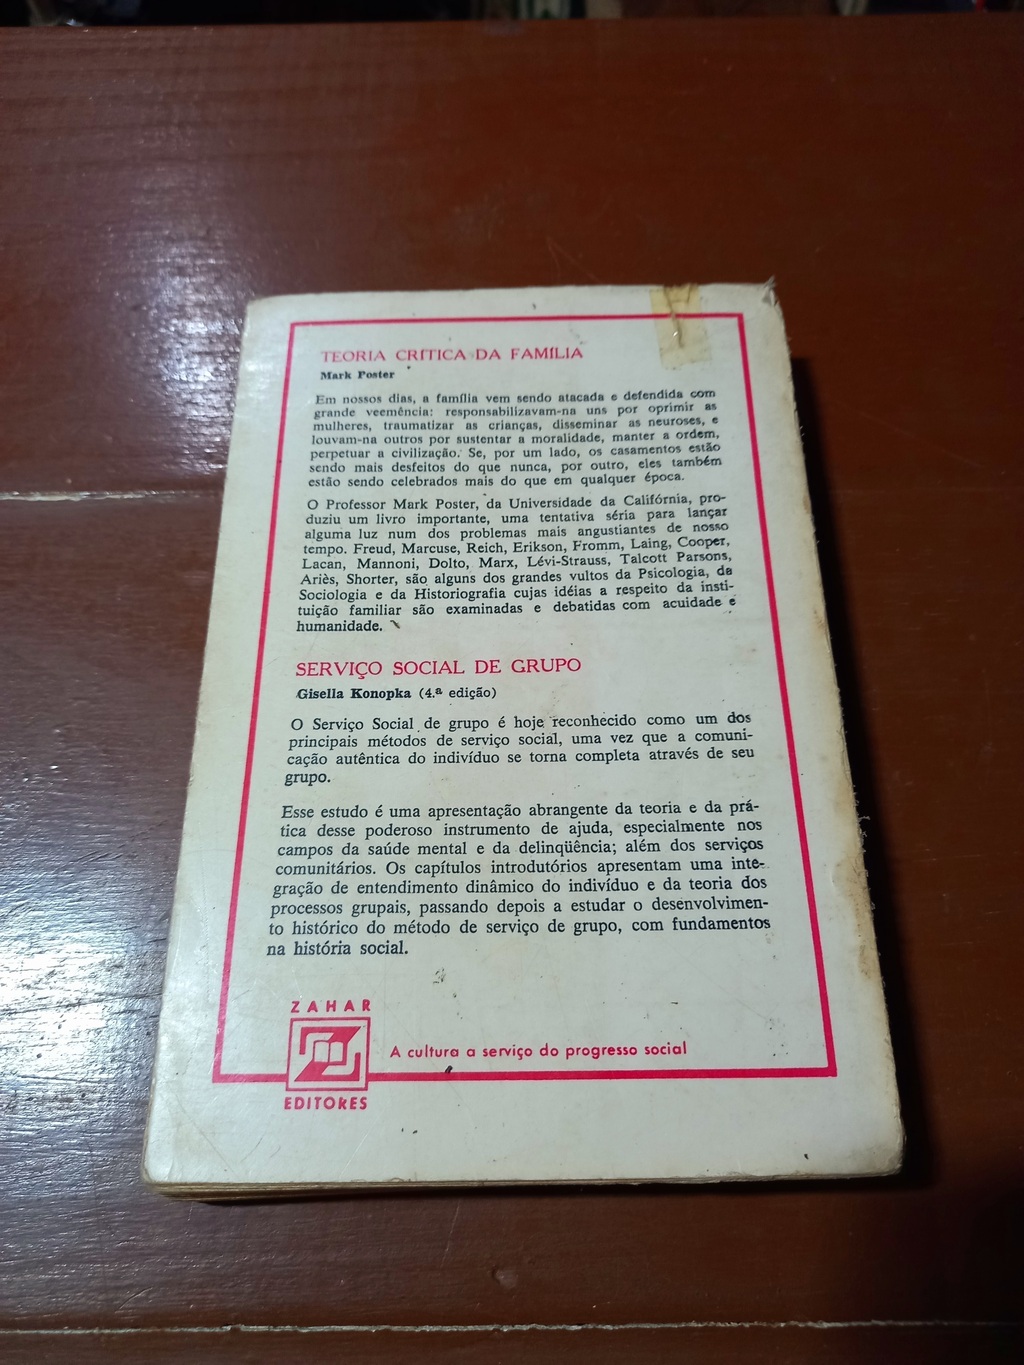 TEORIA CRÍTICA DA FAMÍLIA
Mark Poster
Em nossos dias, a família vem sendo atacada e defendida com
grande veemência: responsabilizavam-na uns por oprimir as
mulheres, traumatizar as crianças, disseminar as neuroses, e
louvam-na outros por sustentar a moralidade, manter a ordem,
perpetuar a civilização. Se, por um lado, os casamentos estão
sendo mais desfeitos do que nunca, por outro, eles também
estão sendo celebrados mais do que em qualquer época.
O Professor Mark Poster, da Universidade da Califórnia, pro-
duziu um livro importante, uma tentativa séria para lançar
alguma luz num dos problemas mais angustiantes de nosso
tempo. Freud, Marcuse, Reich, Erikson, Fromm, Laing, Cooper,
Lacan, Mannoni, Dolto, Marx, Lévi-Strauss, Talcott Parsons,
Ariès, Shorter, são alguns dos grandes vultos da Psicologia, da
Sociologia e da Historiografia cujas idéias a respeito da insti-
tuição familiar são examinadas e debatidas com acuidade e
humanidade.
SERVIÇO SOCIAL DE GRUPO
Gisella Konopka (4.ª edição)
O Serviço Social de grupo é hoje reconhecido como um dos
principais métodos de serviço social, uma vez que a comuni-
cação autêntica do indivíduo se torna completa através de seu
grupo.
Esse estudo é uma apresentação abrangente da teoria e da prá-
tica desse poderoso instrumento de ajuda, especialmente nos
campos da saúde mental e da delinqüência; além dos serviços
comunitários. Os capítulos introdutórios apresentam uma inte-
gração de entendimento dinâmico do indivíduo e da teoria dos
processos grupais, passando depois a estudar o desenvolvimen-
to histórico do método de serviço de grupo, com fundamentos
na história social.
ZAHAR
A cultura a serviço do progresso social
EDITORES